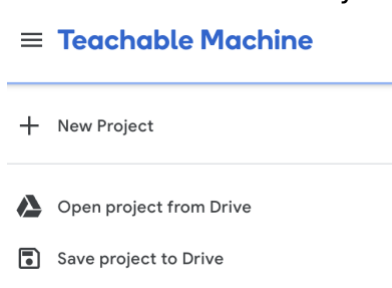 Teachable Machine
New Project
Open project from Drive
Save project to Drive